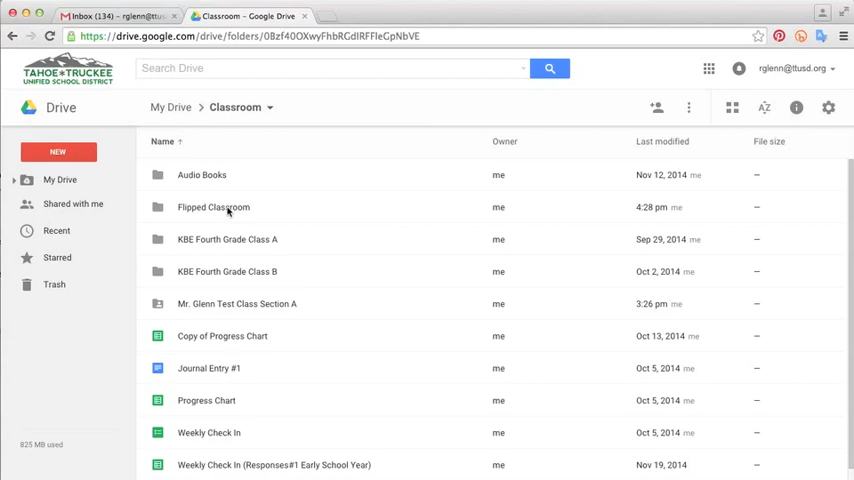 Inbox (134) – rglenn@ttus
Classroom – Google Drive
https://drive.google.com/drive/folders/0Bzf40OXwyFhbRGdIRFFIeGpNbVE
TAHOE TRUCKEE
UNIFIED SCHOOL DISTRICT
Search Drive
rglenn@ttusd.org
Drive
My Drive
Classroom
AZ
NEW
My Drive
Shared with me
Recent
Starred
Trash
825 MB used
Name Owner Last modified File size
Audio Books me Nov 12, 2014 me –
Flipped Classroom me 4:28 pm me –
KBE Fourth Grade Class A me Sep 29, 2014 me –
KBE Fourth Grade Class B me Oct 2, 2014 me –
Mr. Glenn Test Class Section A me 3:26 pm me –
Copy of Progress Chart me Oct 13, 2014 me –
Journal Entry #1 me Oct 5, 2014 me –
Progress Chart me Oct 5, 2014 me –
Weekly Check In me Oct 5, 2014 me –
Weekly Check In (Responses#1 Early School Year) me Nov 19, 2014 –